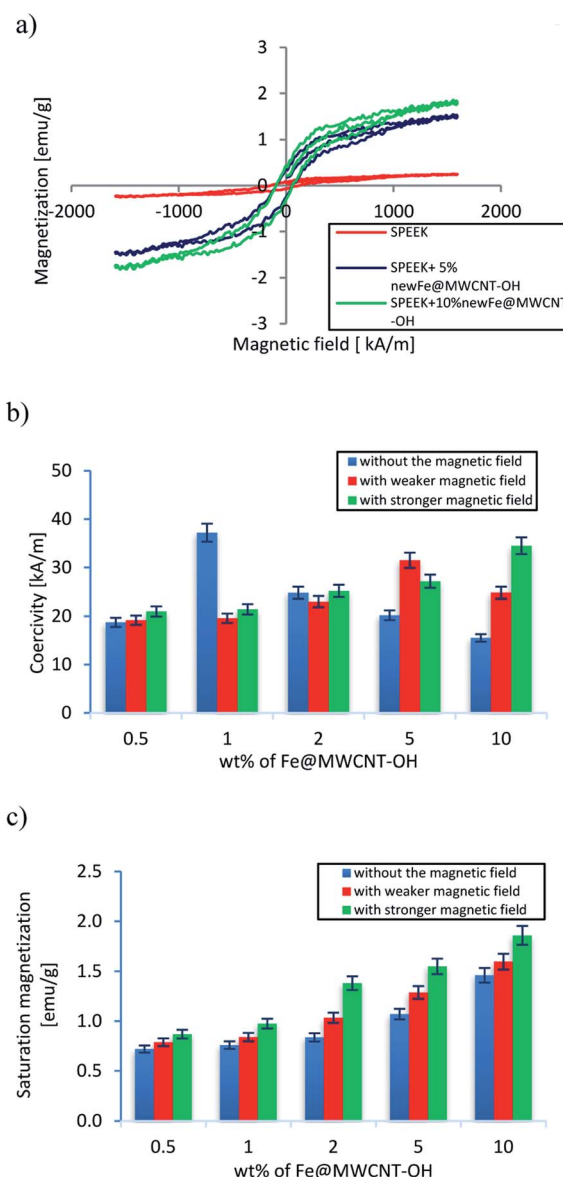 a)
3
2
1
0
-2000
-1000
0
1000
2000
-1
-2
-3
Magnetization [emu/g]
SPEEK
SPEEK+ 5%
newFe@MWCNT-OH
SPEEK+10%newFe@MWCNT
-OH
Magnetic field [ kA/m]
b)
without the magnetic field
with weaker magnetic field
with stronger magnetic field
50
40
30
20
10
0
Coercivity [kA/m]
0.5 1 2 5 10
wt% of Fe@MWCNT-OH
c)
without the magnetic field
with weaker magnetic field
with stronger magnetic field
2.5
2.0
1.5
1.0
0.5
0.0
Saturation magnetization
[emu/g]
0.5 1 2 5 10
wt% of Fe@MWCNT-OH